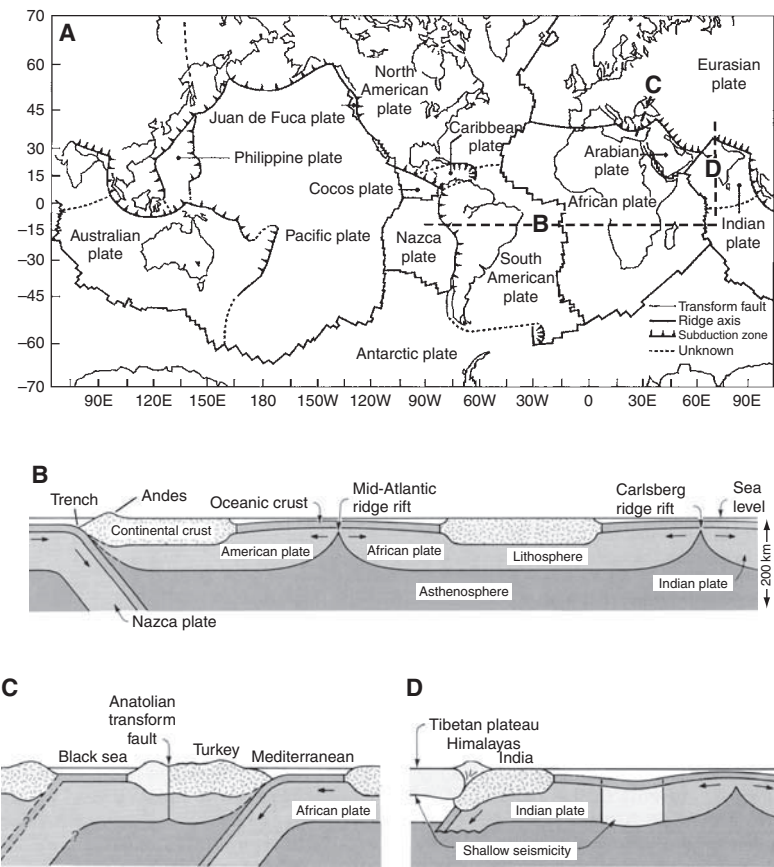 A
70
60
45
30
15
0
–15
–30
–45
–60
–70
North
American
plate
Eurasian
plate
Juan de Fuca plate
C
Caribbean
plate
Philippine plate
Arabian
plate
D
Cocos plate
African plate
B
Australian
plate
Pacific plate
Nazca
plate
South
American
plate
Indian
plate
Antarctic plate
Transform fault
Ridge axis
Subduction zone
Unknown
90E 120E 150E 180 150W 120W 90W 60W 30W 0 30E 60E 90E
B
Trench
Andes
Oceanic crust
Mid-Atlantic
ridge rift
Carlsberg
ridge rift
Sea
level
Continental crust
American plate
African plate
Lithosphere
Asthenosphere
Indian plate
200 km
Nazca plate
C
Anatolian
transform
fault
Black sea
Turkey
Mediterranean
African plate
?
?
D
Tibetan plateau
Himalayas
India
Indian plate
Shallow seismicity